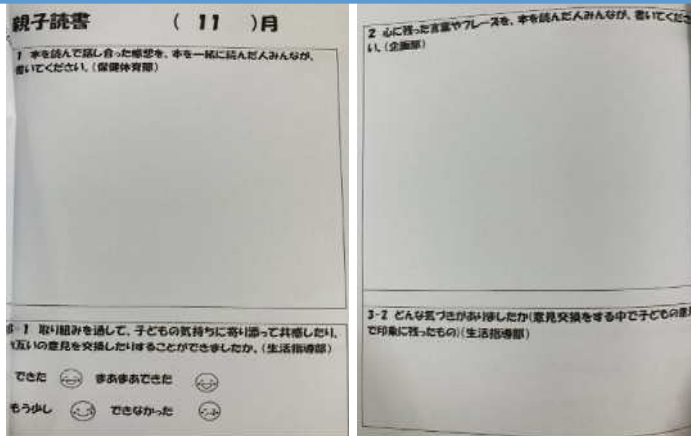 親子読書 ( 11 )月
1 本を読んで話し合った感想を、本を一緒に読んだ人みんなが、
書いてください。(保健体育部)
3-1 取り組みを通して、子どもの気持ちに寄り添って共感したり、
互いの意見を交換したりすることができましたか。(生活指導部)
できた まあまあできた
もう少し できなかった
2 心に残った言葉やフレーズを、本を読んだ人みんなが、書いてくださ
い。(企画部)
3-2 どんな気づきがありましたか(意見交換をする中で子どもの意
で印象に残ったもの)(生活指導部)